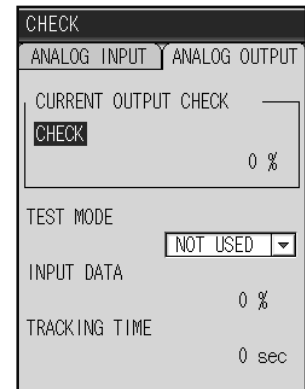 CHECK
ANALOG INPUT ANALOG OUTPUT
CURRENT OUTPUT CHECK
CHECK
0 %
TEST MODE
NOT USED
INPUT DATA
0 %
TRACKING TIME
0 sec